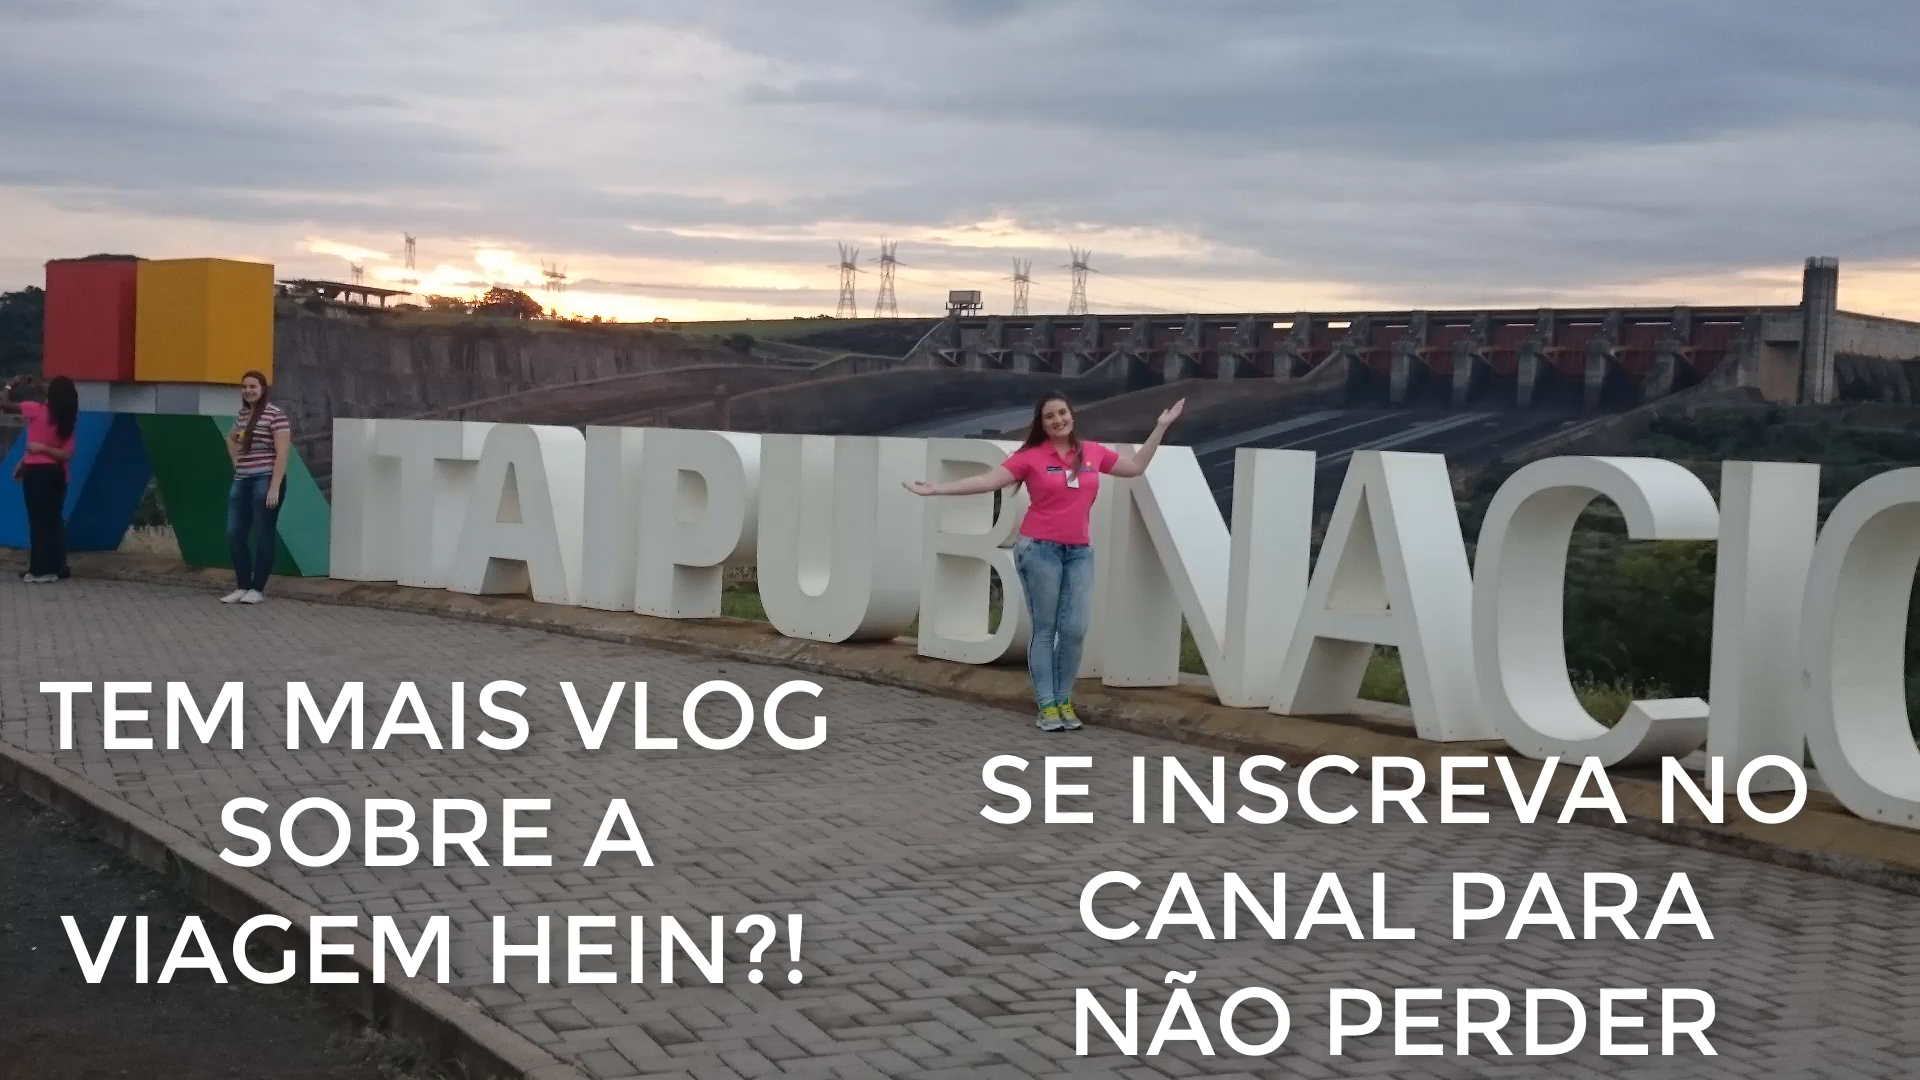 ITAIPU BINACIO
TEM MAIS VLOG
SOBRE A
VIAGEM HEIN?!
SE INSCREVA NO
CANAL PARA
NÃO PERDER